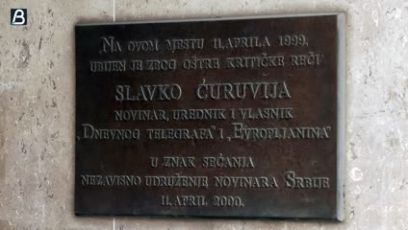 B
NA OVOM MJESTU 11. APRILA 1999.
UBIJEN JE ZBOG OŠTRE KRITIČKE REČI
SLAVKO ĆURUVIJA
NOVINAR, UREDNIK I VLASNIK
„DNEVNOG TELEGRAFA" I „EVROPLJANINA"
U ZNAK SEĆANJA
NEZAVISNO UDRUŽENJE NOVINARA SRBIJE
11. APRIL 2000.